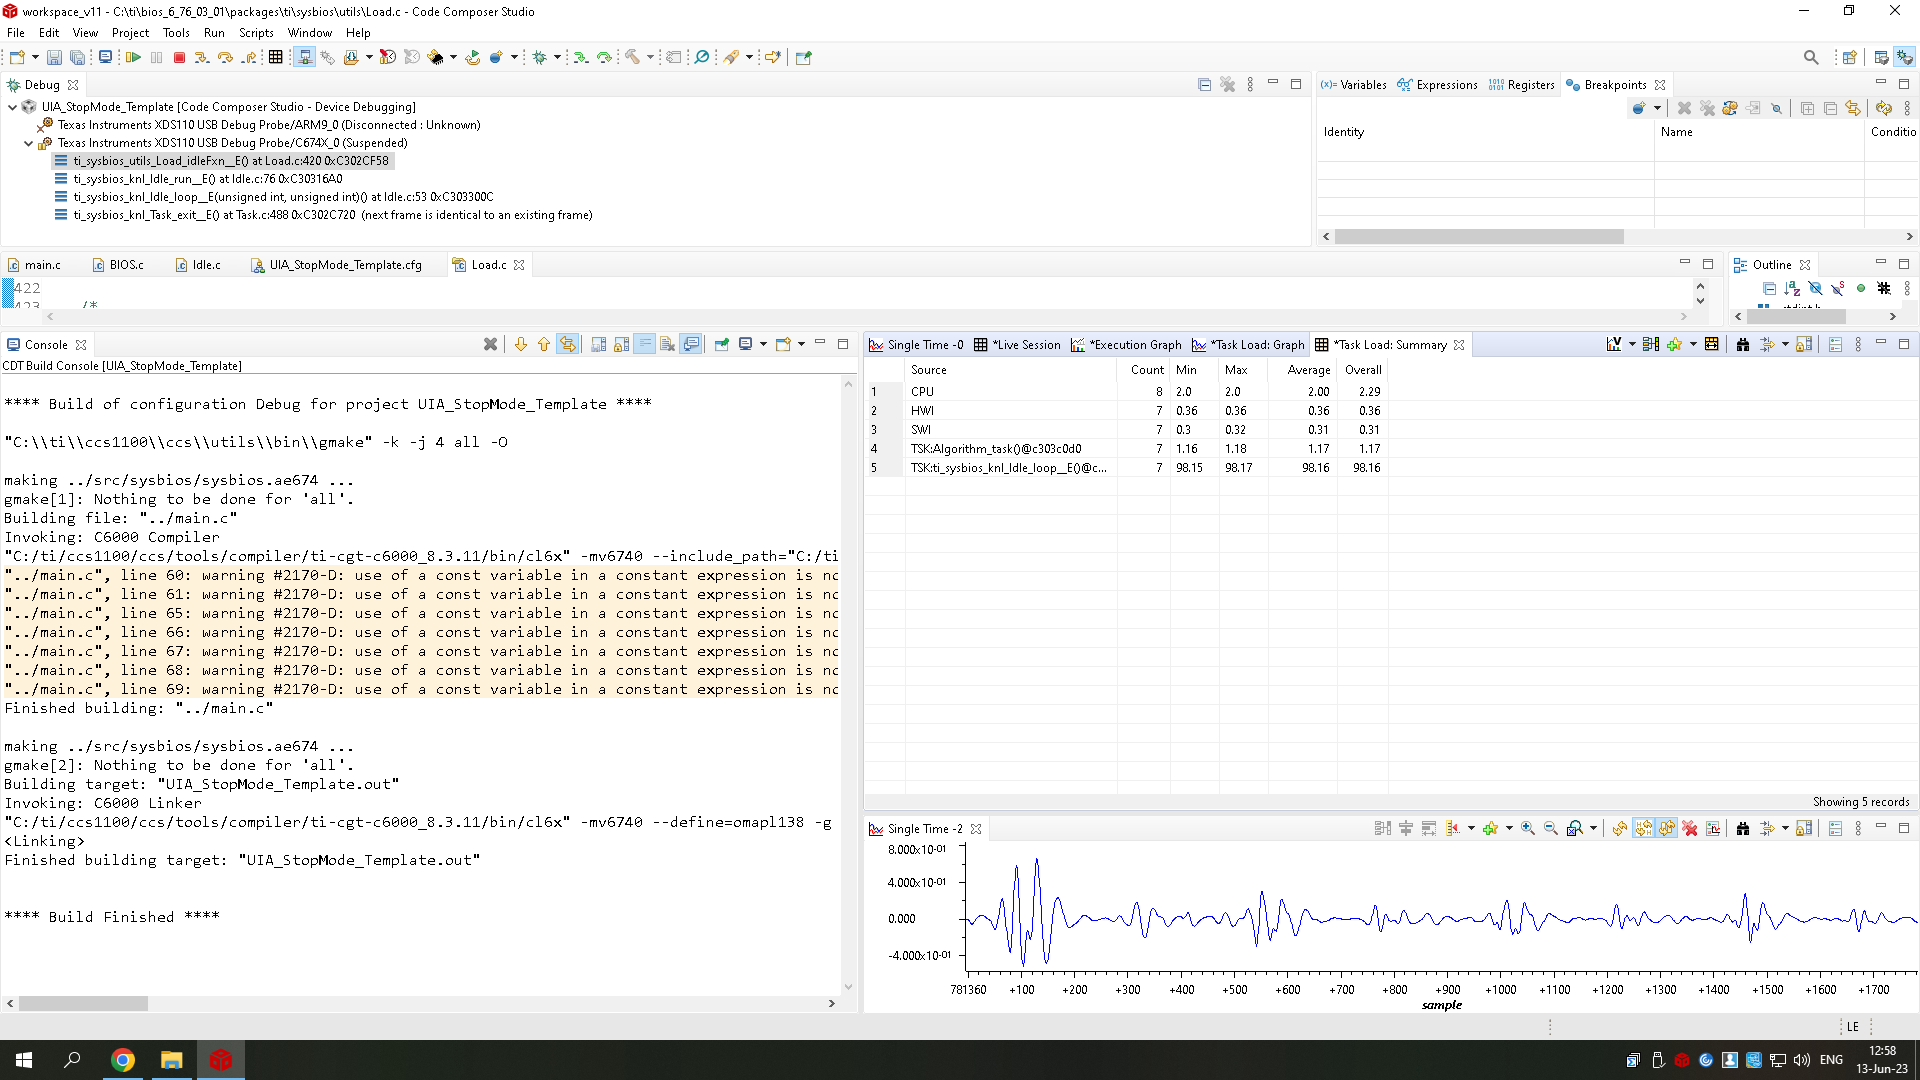 workspace_v11 - C:\ti\bios_6_76_03_01\packages\ti\sysbios\utils\Load.c - Code Composer Studio
File Edit View Project Tools Run Scripts Window Help
Debug
UIA_StopMode_Template [Code Composer Studio - Device Debugging]
Texas Instruments XDS110 USB Debug Probe/ARM9_0 (Disconnected : Unknown)
Texas Instruments XDS110 USB Debug Probe/C674X_0 (Suspended)
ti_sysbios_utils_Load_idleFxn__E() at Load.c:420 0xC302CF58
ti_sysbios_knl_Idle_run__E() at Idle.c:76 0xC30316A0
ti_sysbios_knl_Idle_loop__E(unsigned int, unsigned int)() at Idle.c:53 0xC303300C
ti_sysbios_knl_Task_exit__E() at Task.c:488 0xC302C720 (next frame is identical to an existing frame)
(x)= Variables Expressions Registers Breakpoints
Identity Name Conditio
main.c BIOS.c Idle.c UIA_StopMode_Template.cfg Load.c
422
423 /*
Outline
stdint.h
Console
CDT Build Console [UIA_StopMode_Template]
**** Build of configuration Debug for project UIA_StopMode_Template ****
"C:\\ti\\ccs1100\\ccs\\utils\\bin\\gmake" -k -j 4 all -O
making ../src/sysbios/sysbios.ae674 ...
gmake[1]: Nothing to be done for 'all'.
Building file: "../main.c"
Invoking: C6000 Compiler
"C:/ti/ccs1100/ccs/tools/compiler/ti-cgt-c6000_8.3.11/bin/cl6x" -mv6740 --include_path="C:/ti
"../main.c", line 60: warning #2170-D: use of a const variable in a constant expression is no
"../main.c", line 61: warning #2170-D: use of a const variable in a constant expression is no
"../main.c", line 65: warning #2170-D: use of a const variable in a constant expression is no
"../main.c", line 66: warning #2170-D: use of a const variable in a constant expression is no
"../main.c", line 67: warning #2170-D: use of a const variable in a constant expression is no
"../main.c", line 68: warning #2170-D: use of a const variable in a constant expression is no
"../main.c", line 69: warning #2170-D: use of a const variable in a constant expression is no
Finished building: "../main.c"
making ../src/sysbios/sysbios.ae674 ...
gmake[2]: Nothing to be done for 'all'.
Building target: "UIA_StopMode_Template.out"
Invoking: C6000 Linker
"C:/ti/ccs1100/ccs/tools/compiler/ti-cgt-c6000_8.3.11/bin/cl6x" -mv6740 --define=omapl138 -g
<Linking>
Finished building target: "UIA_StopMode_Template.out"
**** Build Finished ****
Single Time -0 *Live Session *Execution Graph *Task Load: Graph *Task Load: Summary
Source Count Min Max Average Overall
1 CPU 8 2.0 2.0 2.00 2.29
2 HWI 7 0.36 0.36 0.36 0.36
3 SWI 7 0.3 0.32 0.31 0.31
4 TSK:Algorithm_task()@c303c0d0 7 1.16 1.18 1.17 1.17
5 TSK:ti_sysbios_knl_Idle_loop__E()@c... 7 98.15 98.17 98.16 98.16
Showing 5 records
Single Time -2
8.000x10-01
4.000x10-01
0.000
-4.000x10-01
781360 +100 +200 +300 +400 +500 +600 +700 +800 +900 +1000 +1100 +1200 +1300 +1400 +1500 +1600 +1700
sample
LE
ENG
12:58
13-Jun-23